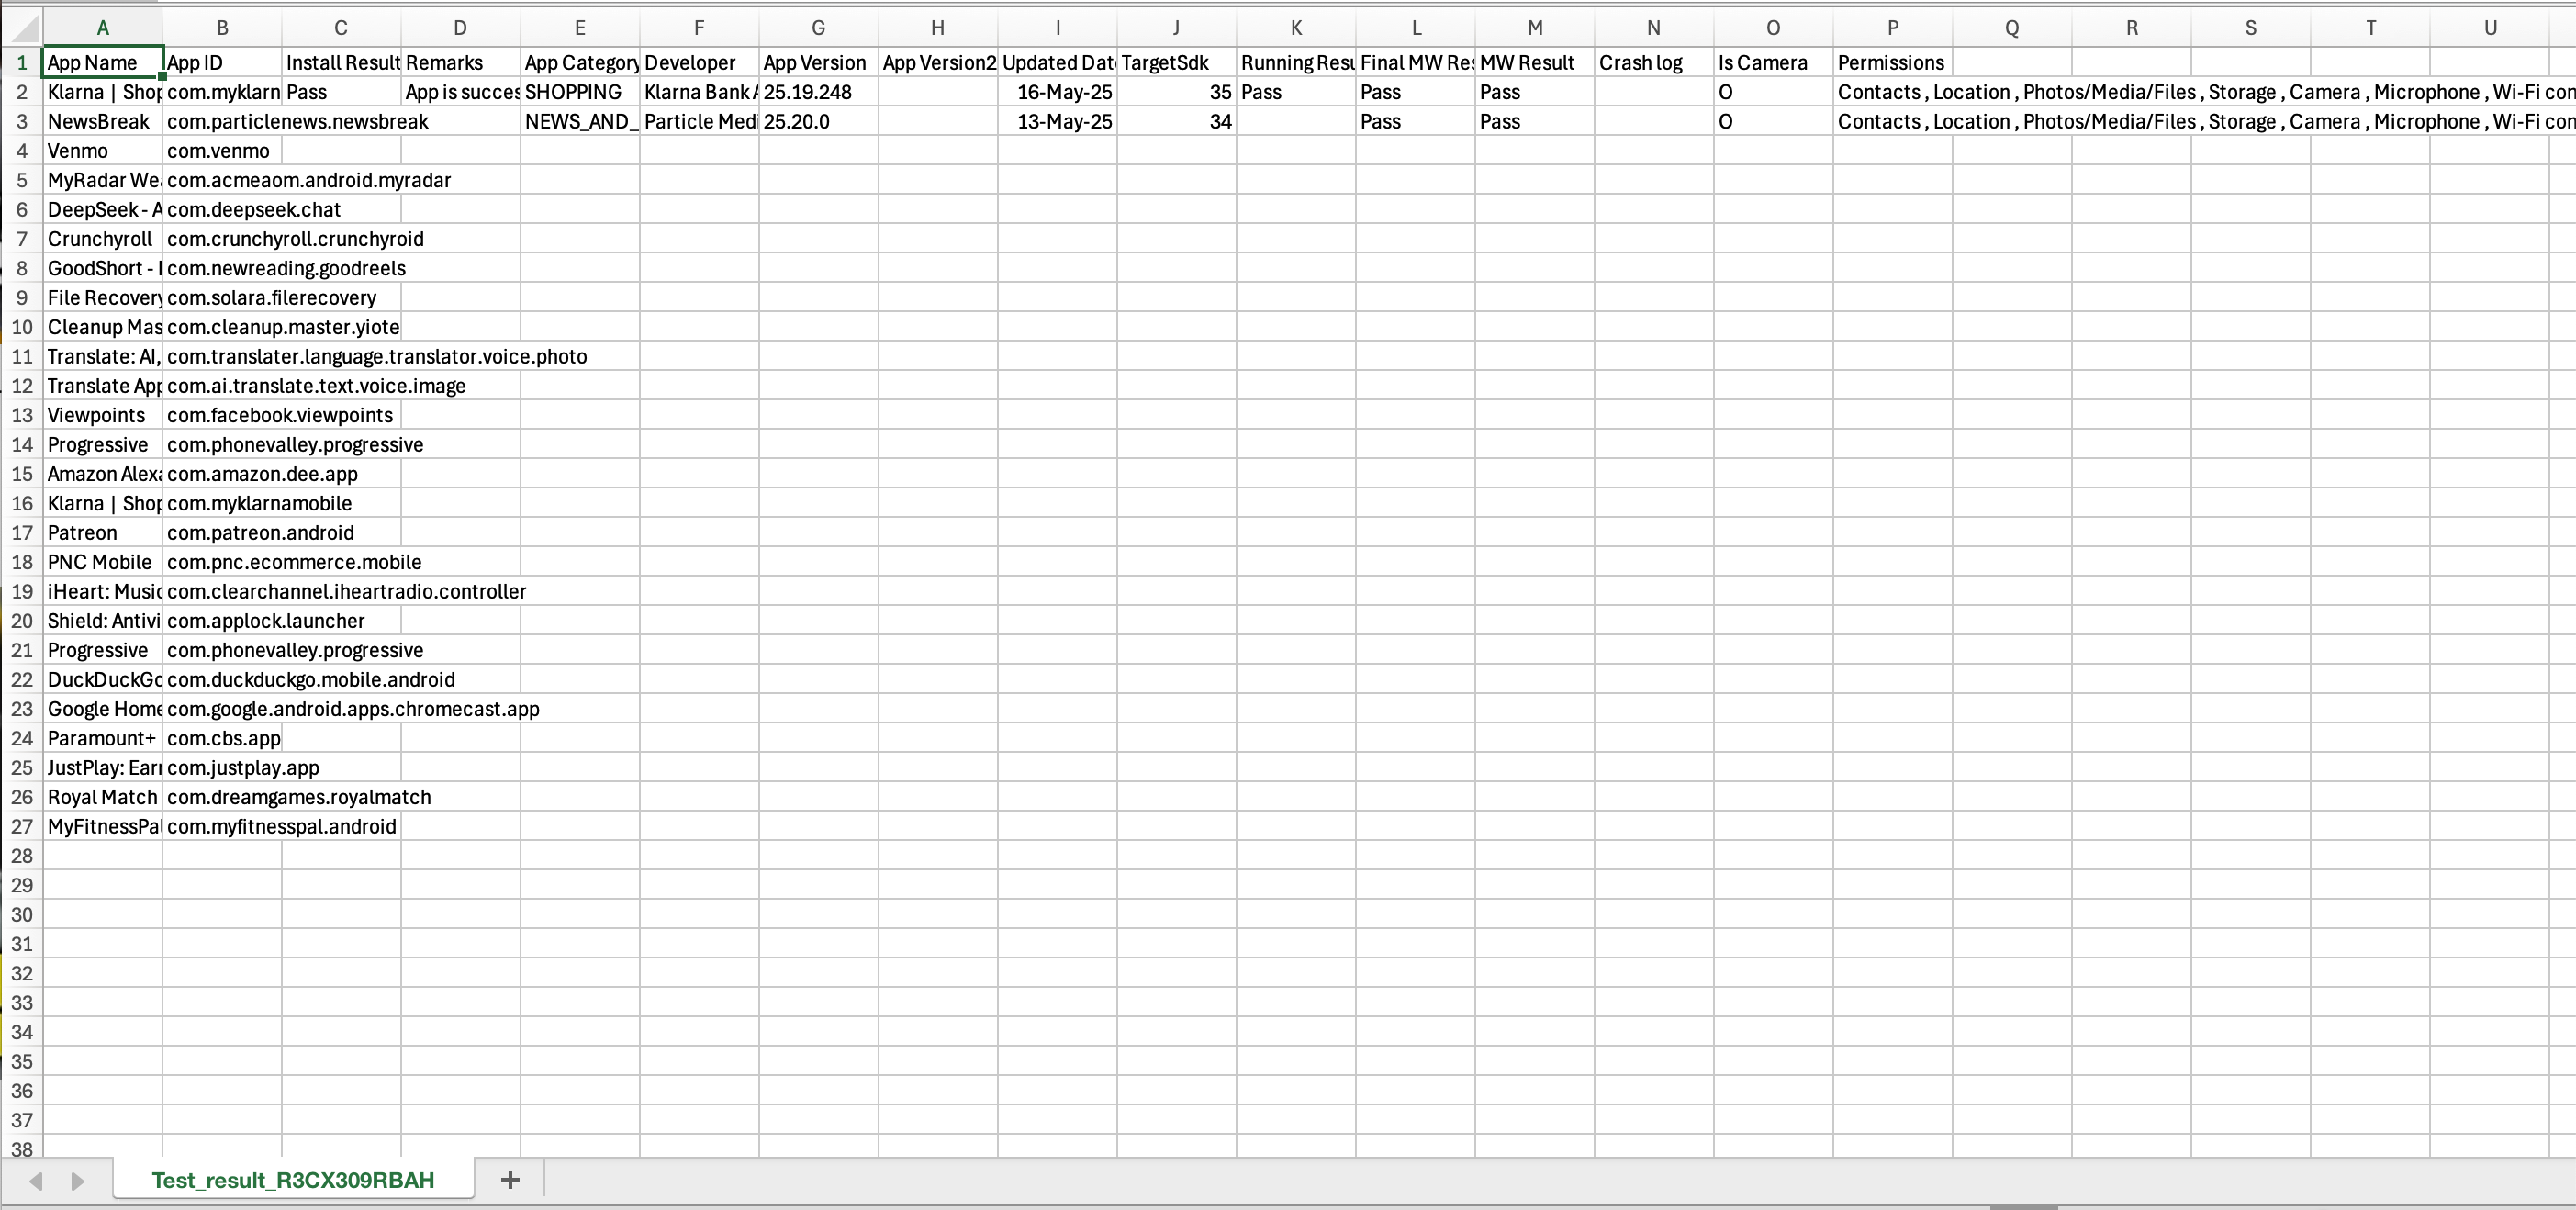 A B C D E F G H I J K L M N O P Q R S T U
1 App Name App ID Install Result Remarks App Category Developer App Version App Version2 Updated Dat TargetSdk Running Resu Final MW Res MW Result Crash log Is Camera Permissions
2 Klarna | Shop com.myklarn Pass App is succes SHOPPING Klarna Bank A 25.19.248 16-May-25 35 Pass Pass Pass O Contacts , Location , Photos/Media/Files , Storage , Camera , Microphone , Wi-Fi con
3 NewsBreak com.particlenews.newsbreak NEWS_AND_ Particle Medi 25.20.0 13-May-25 34 Pass Pass O Contacts , Location , Photos/Media/Files , Storage , Camera , Microphone , Wi-Fi con
4 Venmo com.venmo
5 MyRadar Wea com.acmeaom.android.myradar
6 DeepSeek - A com.deepseek.chat
7 Crunchyroll com.crunchyroll.crunchyroid
8 GoodShort - com.newreading.goodreels
9 File Recovery com.solara.filerecovery
10 Cleanup Mas com.cleanup.master.yiote
11 Translate: AI, com.translater.language.translator.voice.photo
12 Translate App com.ai.translate.text.voice.image
13 Viewpoints com.facebook.viewpoints
14 Progressive com.phonevalley.progressive
15 Amazon Alexa com.amazon.dee.app
16 Klarna | Shop com.myklarnamobile
17 Patreon com.patreon.android
18 PNC Mobile com.pnc.ecommerce.mobile
19 iHeart: Music com.clearchannel.iheartradio.controller
20 Shield: Antivi com.applock.launcher
21 Progressive com.phonevalley.progressive
22 DuckDuckGo com.duckduckgo.mobile.android
23 Google Home com.google.android.apps.chromecast.app
24 Paramount+ com.cbs.app
25 JustPlay: Earn com.justplay.app
26 Royal Match com.dreamgames.royalmatch
27 MyFitnessPal com.myfitnesspal.android
28
29
30
31
32
33
34
35
36
37
38
Test_result_R3CX309RBAH +